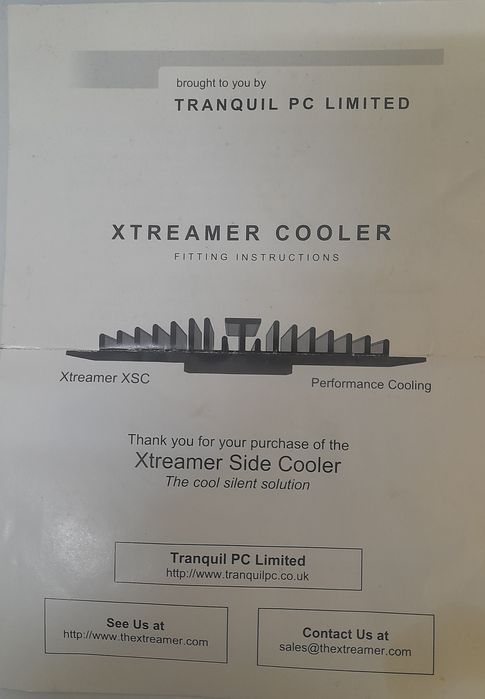 brought to you by
TRANQUIL PC LIMITED
XTREAMER COOLER
FITTING INSTRUCTIONS
Xtreamer XSC
Performance Cooling
Thank you for your purchase of the
Xtreamer Side Cooler
The cool silent solution
Tranquil PC Limited
http://www.tranquilpc.co.uk
See Us at
http://www.thextreamer.com
Contact Us at
sales@thextreamer.com